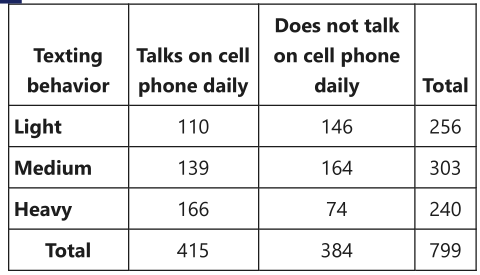 Texting behavior | Talks on cell phone daily | Does not talk on cell phone daily | Total
Light | 110 | 146 | 256
Medium | 139 | 164 | 303
Heavy | 166 | 74 | 240
Total | 415 | 384 | 799